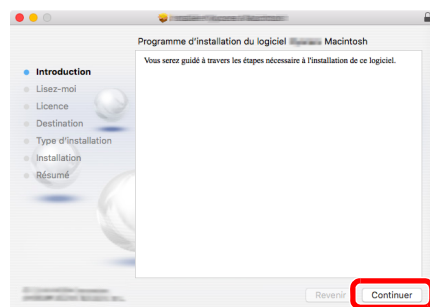 Programme d'installation du logiciel Macintosh
Introduction
Lisez-moi
Licence
Destination
Type d'installation
Installation
Résumé
Vous serez guidé à travers les étapes nécessaire à l'installation de ce logiciel.
Revenir
Continuer